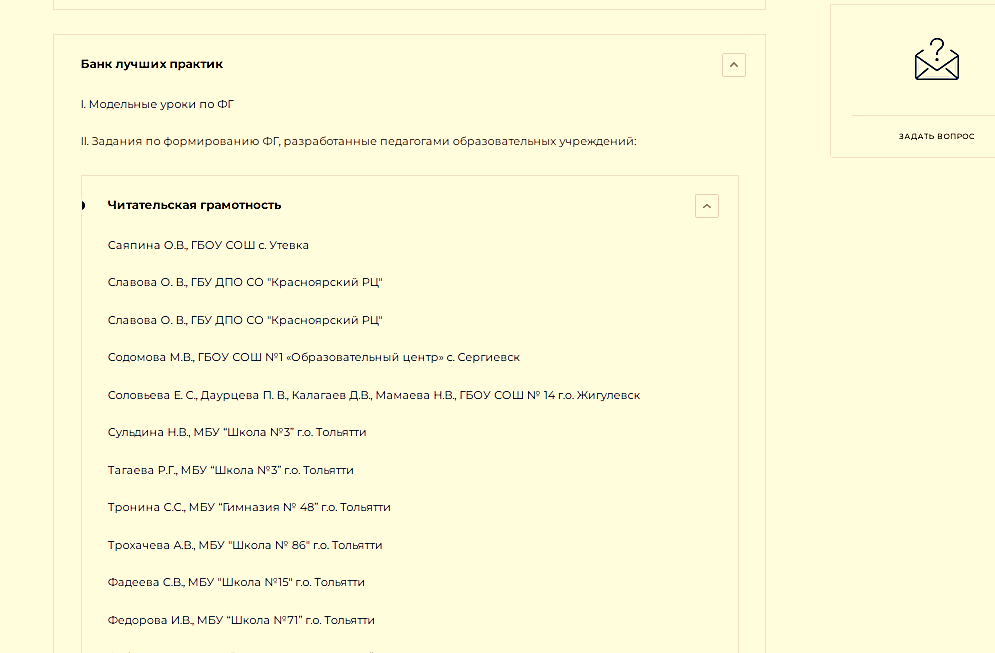 Банк лучших практик
I. Модельные уроки по ФГ
II. Задания по формированию ФГ, разработанные педагогами образовательных учреждений:
Читательская грамотность
Саяпина О.В., ГБОУ СОШ с. Утевка
Славова О. В., ГБУ ДПО СО "Красноярский РЦ"
Славова О. В., ГБУ ДПО СО "Красноярский РЦ"
Содомова М.В., ГБОУ СОШ №1 «Образовательный центр» с. Сергиевск
Соловьева Е. С., Даурцева П. В., Калагаев Д.В., Мамаева Н.В., ГБОУ СОШ № 14 г.о. Жигулевск
Сульдина Н.В., МБУ “Школа №3” г.о. Тольятти
Тагаева Р.Г., МБУ “Школа №3” г.о. Тольятти
Тронина С.С., МБУ “Гимназия № 48” г.о. Тольятти
Трохачева А.В., МБУ "Школа № 86" г.о. Тольятти
Фадеева С.В., МБУ "Школа №15" г.о. Тольятти
Федорова И.В., МБУ “Школа №71” г.о. Тольятти
ЗАДАТЬ ВОПРОС